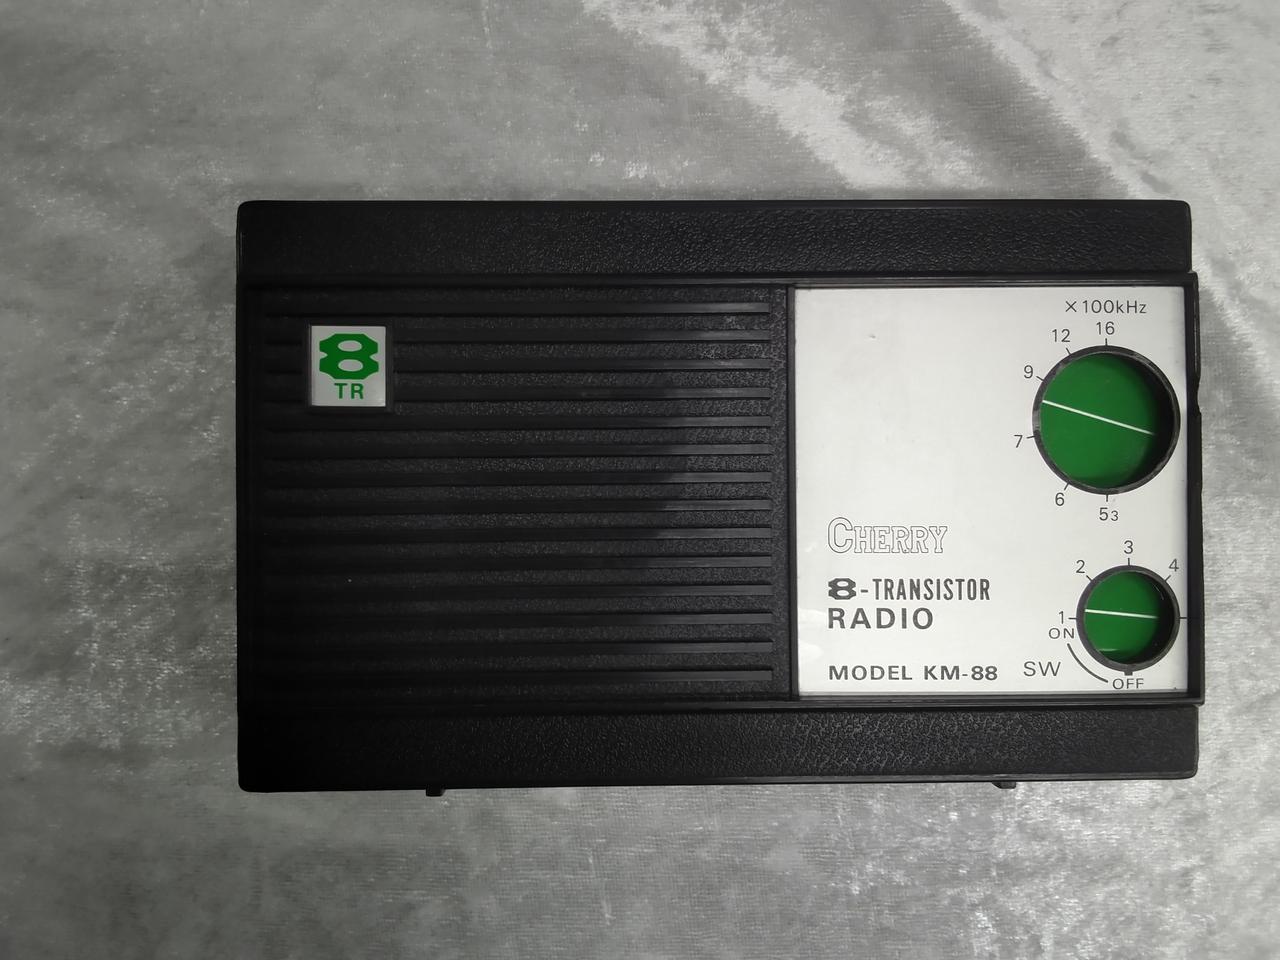 8
TR
×100kHz
16
12
9
7
6
53
CHERRY
8-TRANSISTOR
RADIO
MODEL KM-88
SW
3
2
4
1
ON
OFF